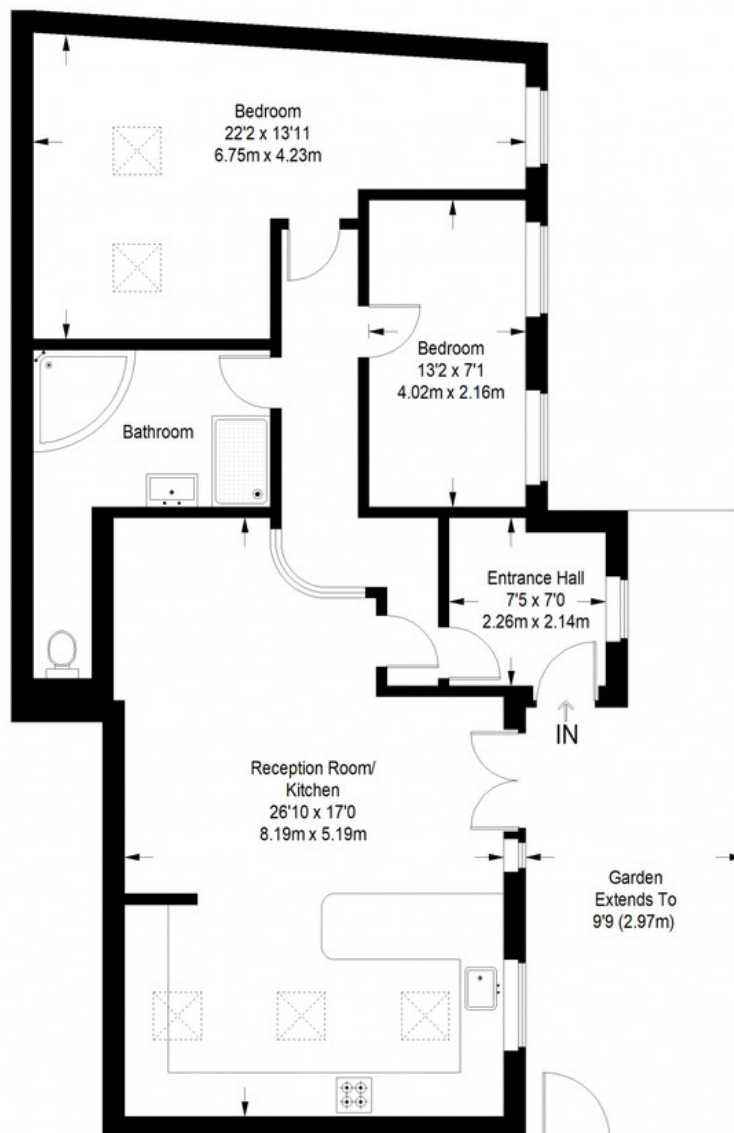 Bedroom
22'2 x 13'11
6.75m x 4.23m
Bedroom
13'2 x 7'1
4.02m x 2.16m
Bathroom
Entrance Hall
7'5 x 7'0
2.26m x 2.14m
IN
Reception Room/
Kitchen
26'10 x 17'0
8.19m x 5.19m
Garden
Extends To
9'9 (2.97m)